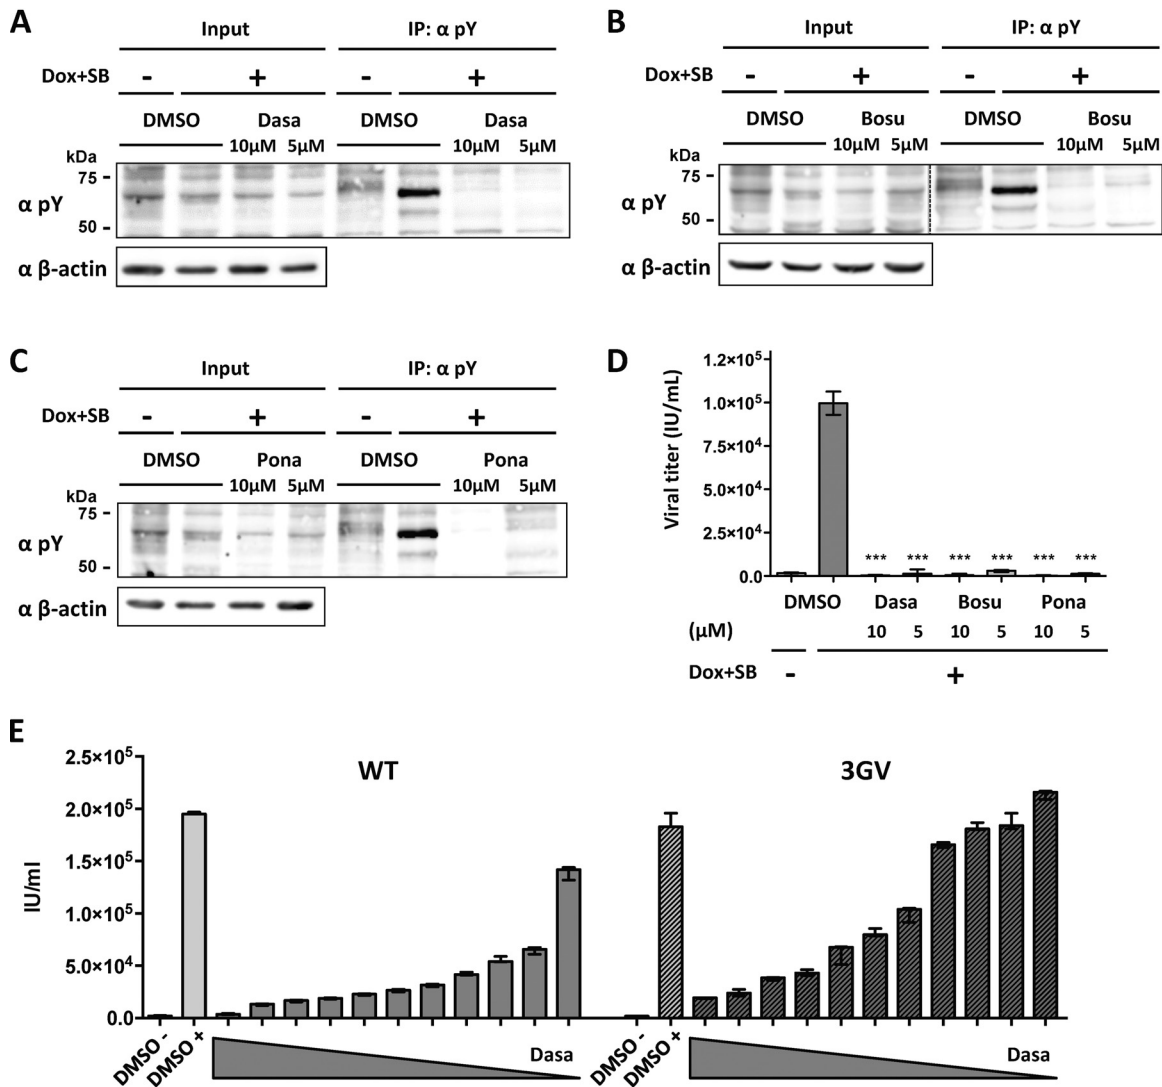 A
Input IP: α pY
Dox+SB - + - +
DMSO Dasa DMSO Dasa
10μM 5μM 10μM 5μM
kDa
75 -
α pY
50 -
α β-actin
B
Input IP: α pY
Dox+SB - + - +
DMSO Bosu DMSO Bosu
10μM 5μM 10μM 5μM
kDa
75 -
α pY
50 -
α β-actin
C
Input IP: α pY
Dox+SB - + - +
DMSO Pona DMSO Pona
10μM 5μM 10μM 5μM
kDa
75 -
α pY
50 -
α β-actin
D
Viral titer (IU/mL)
1.2×10⁵
1.0×10⁵
7.5×10⁴
5.0×10⁴
2.5×10⁴
0.0
*** *** *** *** *** ***
DMSO Dasa Bosu Pona
(μM) 10 5 10 5 10 5
Dox+SB - +
E
IU/ml
2.5×10⁵
2.0×10⁵
1.5×10⁵
1.0×10⁵
5.0×10⁴
0.0
WT 3GV
DMSO - DMSO + Dasa DMSO - DMSO + Dasa